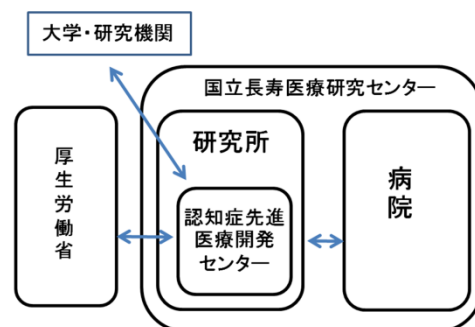 大学・研究機関
国立長寿医療研究センター
厚生労働省
研究所
認知症先進
医療開発
センター
病院